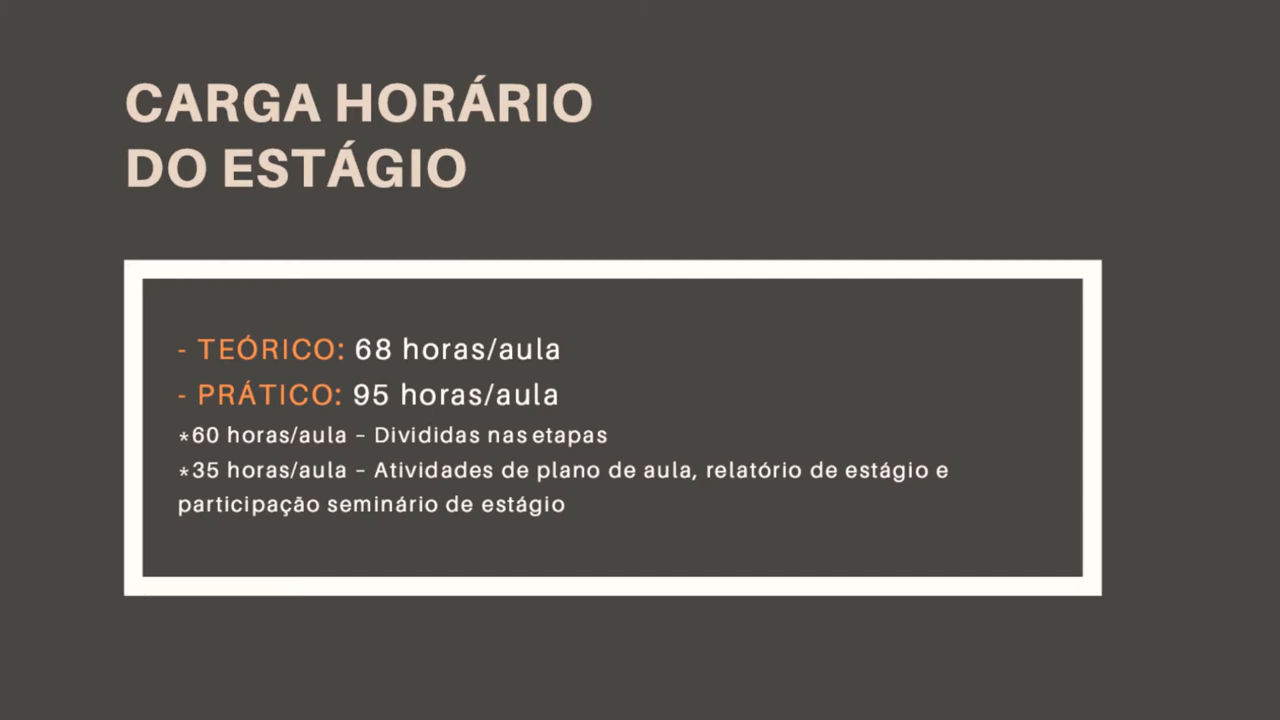 CARGA HORÁRIO
DO ESTÁGIO
- TEÓRICO: 68 horas/aula
- PRÁTICO: 95 horas/aula
*60 horas/aula – Divididas nas etapas
*35 horas/aula – Atividades de plano de aula, relatório de estágio e
participação seminário de estágio